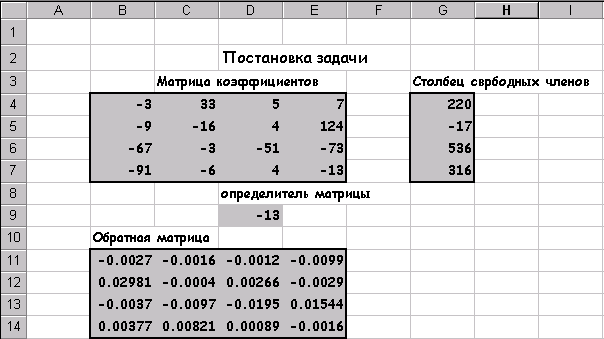 A B C D E F G H I
1
2 Постановка задачи
3 Матрица коэффициентов Столбец сврбодных членов
4 -3 33 5 7 220
5 -9 -16 4 124 -17
6 -67 -3 -51 -73 536
7 -91 -6 4 -13 316
8 определитель матрицы
9 -13
10 Обратная матрица
11 -0.0027 -0.0016 -0.0012 -0.0099
12 0.02981 -0.0004 0.00266 -0.0029
13 -0.0037 -0.0097 -0.0195 0.01544
14 0.00377 0.00821 0.00089 -0.0016